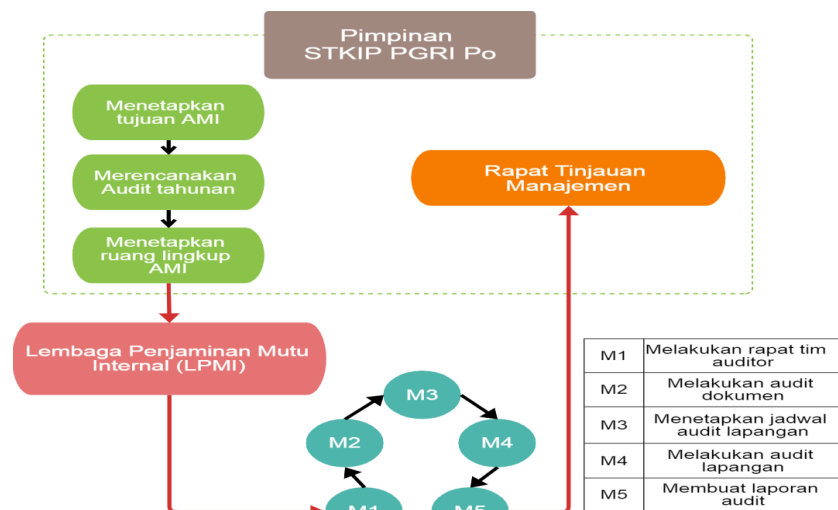 Pimpinan
STKIP PGRI Po
Menetapkan
tujuan AMI
Merencanakan
Audit tahunan
Menetapkan
ruang lingkup
AMI
Rapat Tinjauan
Manajemen
Lembaga Penjaminan Mutu
Internal (LPMI)
M3
M2
M4
M1
M5
M1 Melakukan rapat tim
auditor
M2 Melakukan audit
dokumen
M3 Menetapkan jadwal
audit lapangan
M4 Melakukan audit
lapangan
M5 Membuat laporan
audit